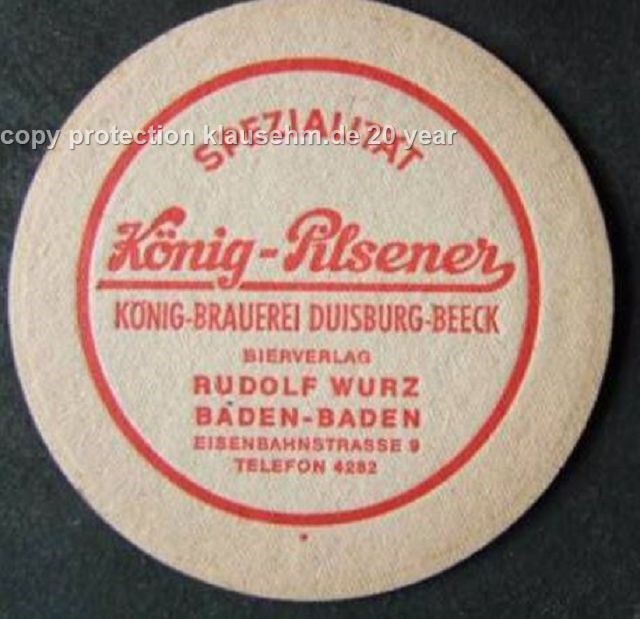 SPEZIALITÄT
copy protection klausehm.de 20 year
König-Pilsener
KÖNIG-BRAUEREI DUISBURG-BEECK
BIERVERLAG
RUDOLF WURZ
BADEN-BADEN
EISENBAHNSTRASSE 9
TELEFON 4282